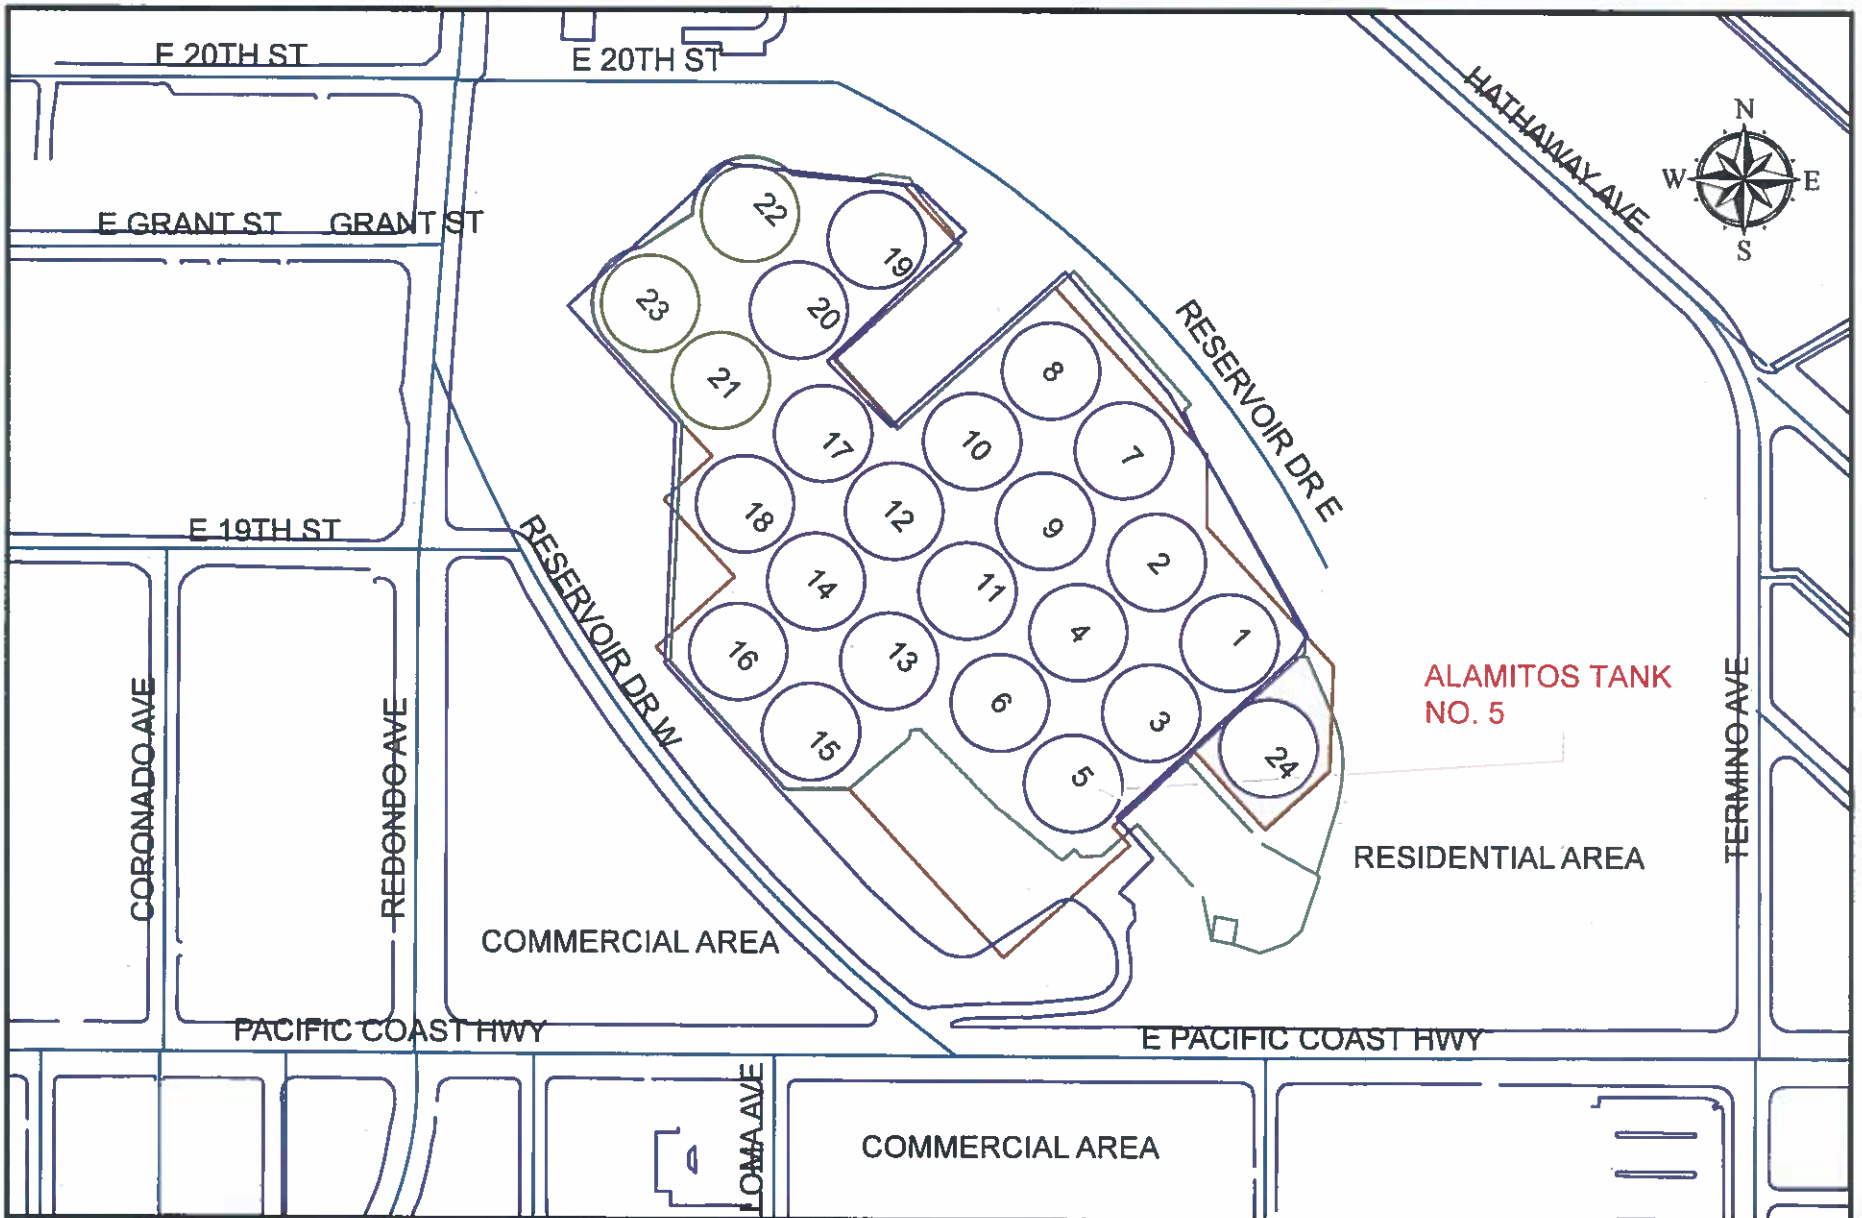 E 20TH ST
E 20TH ST
HATHAWAY AVE
N
W
E
S
E GRANT ST
GRANT ST
22
19
23
20
21
RESERVOIR DR E
8
17
10
7
18
12
9
E 19TH ST
RESERVOIR DR W
14
11
2
16
13
4
1
15
6
3
5
24
ALAMITOS TANK
NO. 5
CORONADO AVE
REDONDO AVE
TERMINO AVE
RESIDENTIAL AREA
COMMERCIAL AREA
PACIFIC COAST HWY
E PACIFIC COAST HWY
LOMA AVE
COMMERCIAL AREA